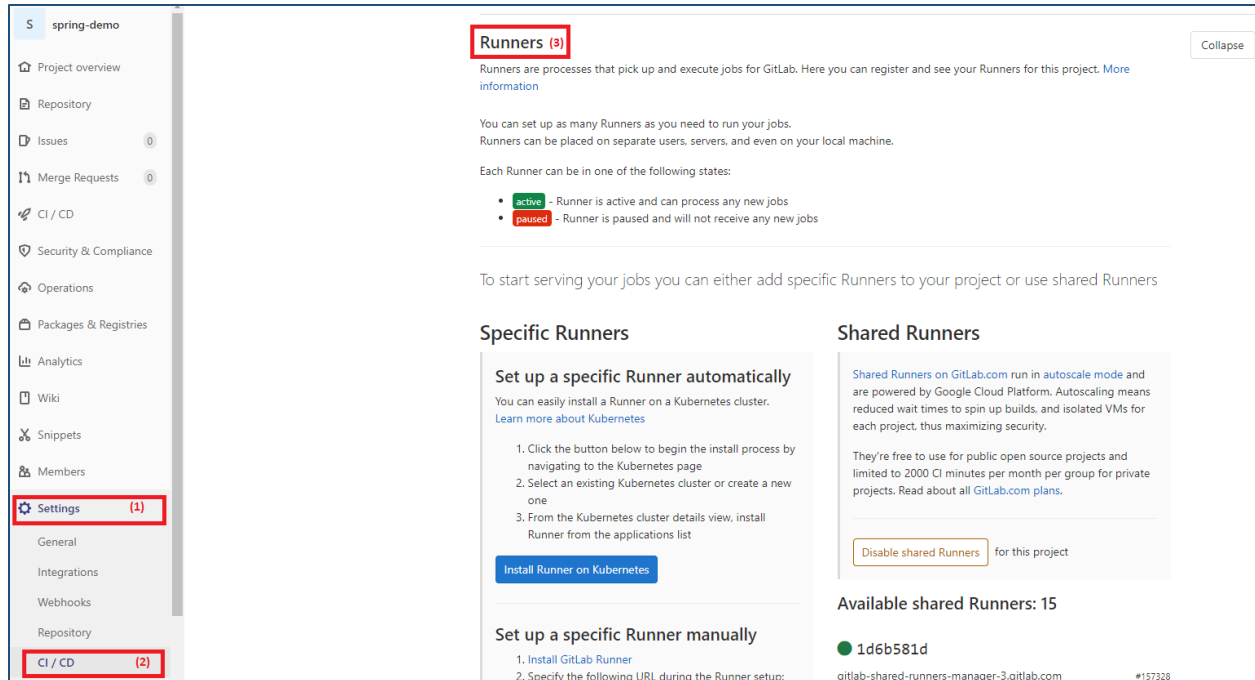 S spring-demo
Project overview
Repository
Issues 0
Merge Requests 0
CI / CD
Security & Compliance
Operations
Packages & Registries
Analytics
Wiki
Snippets
Members
Settings (1)
General
Integrations
Webhooks
Repository
CI / CD (2)
Runners (3)
Collapse
Runners are processes that pick up and execute jobs for GitLab. Here you can register and see your Runners for this project. More
information
You can set up as many Runners as you need to run your jobs.
Runners can be placed on separate users, servers, and even on your local machine.
Each Runner can be in one of the following states:
• active - Runner is active and can process any new jobs
• paused - Runner is paused and will not receive any new jobs
To start serving your jobs you can either add specific Runners to your project or use shared Runners
Specific Runners
Set up a specific Runner automatically
You can easily install a Runner on a Kubernetes cluster.
Learn more about Kubernetes
1. Click the button below to begin the install process by
navigating to the Kubernetes page
2. Select an existing Kubernetes cluster or create a new
one
3. From the Kubernetes cluster details view, install
Runner from the applications list
Install Runner on Kubernetes
Set up a specific Runner manually
1. Install GitLab Runner
2. Specify the following URL during the Runner setup:
Shared Runners
Shared Runners on GitLab.com run in autoscale mode and
are powered by Google Cloud Platform. Autoscaling means
reduced wait times to spin up builds, and isolated VMs for
each project, thus maximizing security.
They're free to use for public open source projects and
limited to 2000 CI minutes per month per group for private
projects. Read about all GitLab.com plans.
Disable shared Runners for this project
Available shared Runners: 15
1d6b581d
gitlab-shared-runners-manager-3.gitlab.com #157328